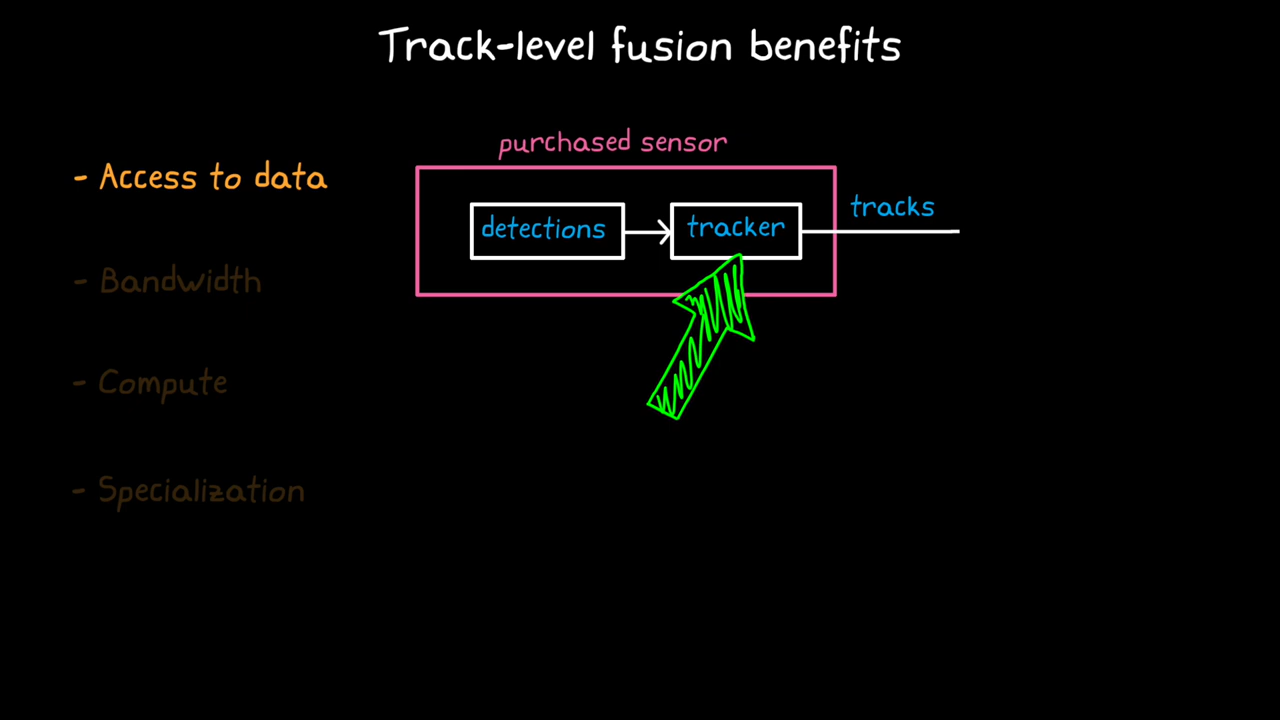 Track-level fusion benefits
purchased sensor
- Access to data
detections
tracker
tracks
- Bandwidth
- Compute
- Specialization